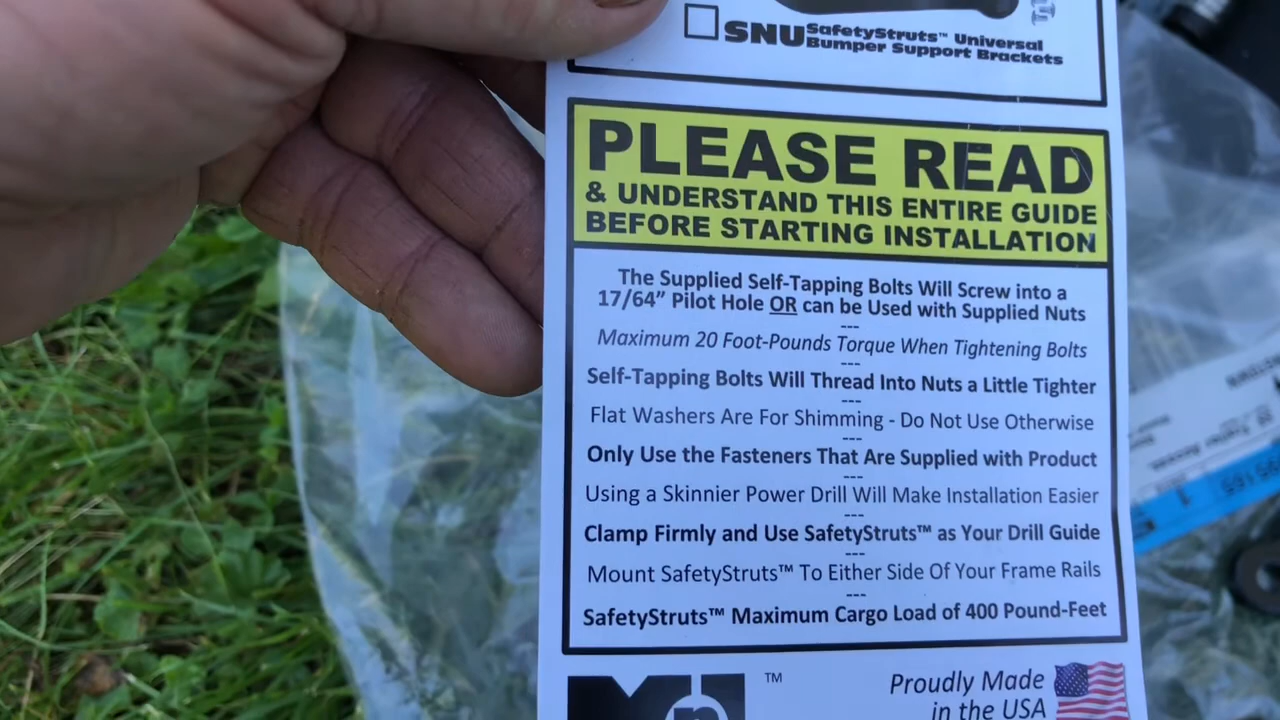 SNU SafetyStruts™ Universal
Bumper Support Brackets
PLEASE READ
& UNDERSTAND THIS ENTIRE GUIDE
BEFORE STARTING INSTALLATION
The Supplied Self-Tapping Bolts Will Screw into a
17/64” Pilot Hole OR can be Used with Supplied Nuts
---
Maximum 20 Foot-Pounds Torque When Tightening Bolts
---
Self-Tapping Bolts Will Thread Into Nuts a Little Tighter
---
Flat Washers Are For Shimming - Do Not Use Otherwise
---
Only Use the Fasteners That Are Supplied with Product
---
Using a Skinnier Power Drill Will Make Installation Easier
---
Clamp Firmly and Use SafetyStruts™ as Your Drill Guide
---
Mount SafetyStruts™ To Either Side Of Your Frame Rails
---
SafetyStruts™ Maximum Cargo Load of 400 Pound-Feet
TM
Proudly Made
in the USA